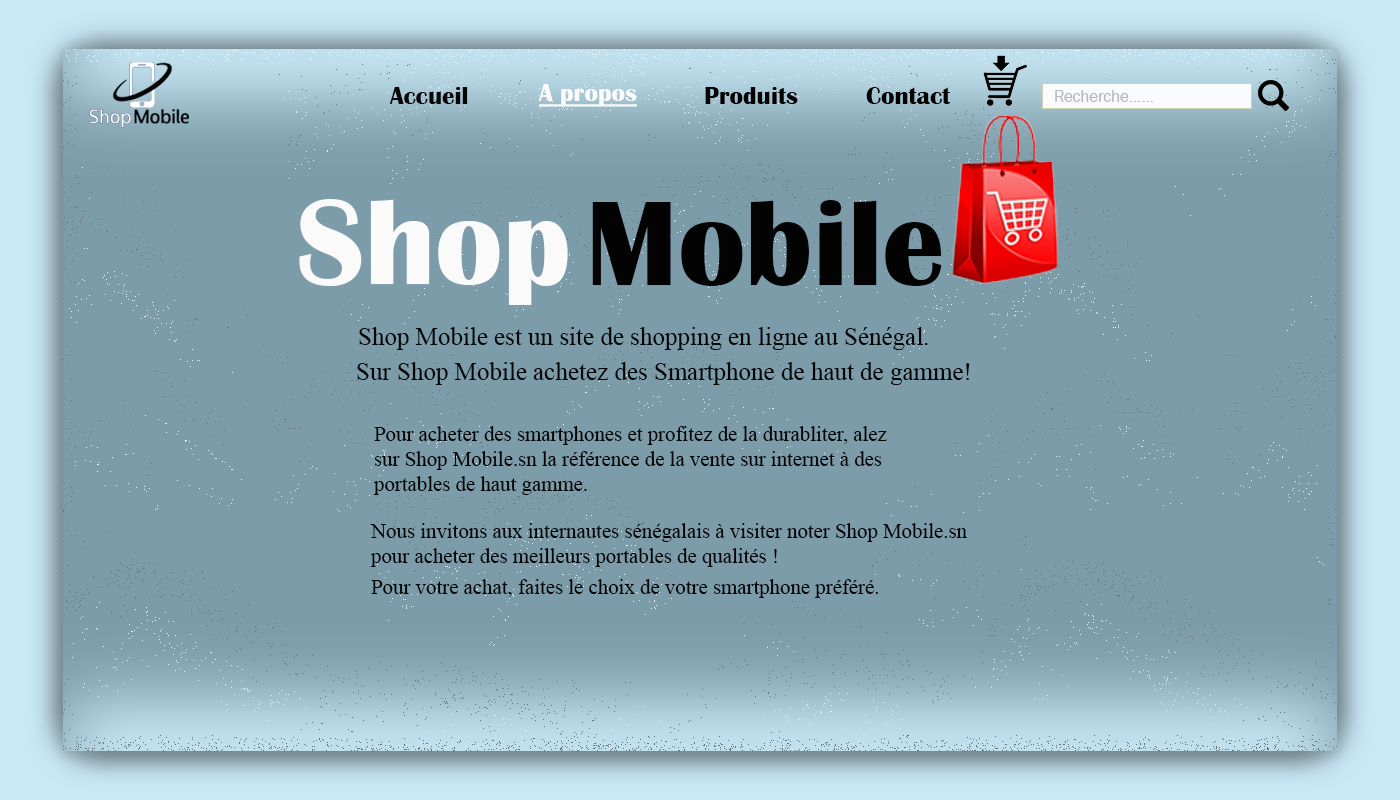 Shop Mobile
Accueil
A propos
Produits
Contact
Recherche......
Shop Mobile
Shop Mobile est un site de shopping en ligne au Sénégal.
Sur Shop Mobile achetez des Smartphone de haut de gamme!
Pour acheter des smartphones et profitez de la durabliter, alez
sur Shop Mobile.sn la référence de la vente sur internet à des
portables de haut gamme.
Nous invitons aux internautes sénégalais à visiter noter Shop Mobile.sn
pour acheter des meilleurs portables de qualités !
Pour votre achat, faites le choix de votre smartphone préféré.